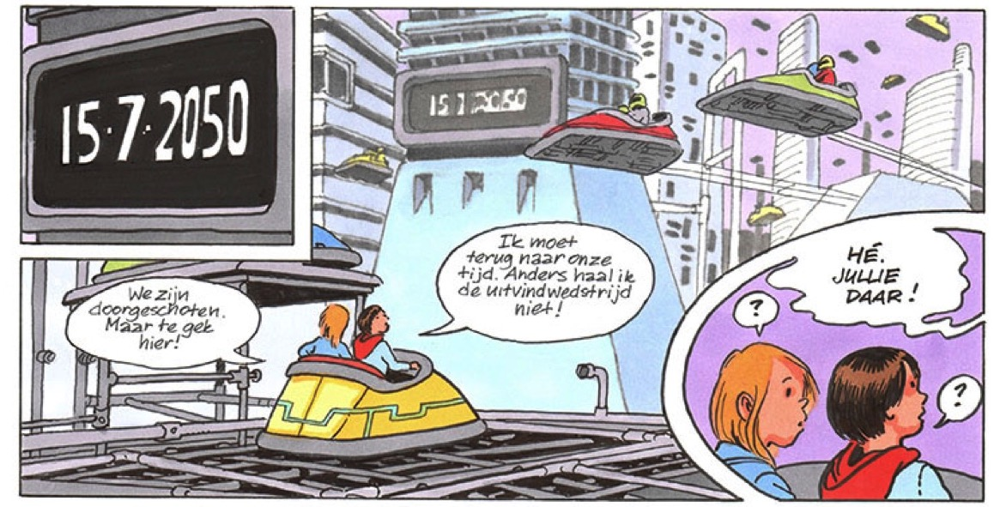 15·7·2050
15 7 2050
We zijn
doorgeschoten.
Maar te gek
hier!
Ik moet
terug naar onze
tijd. Anders haal ik
de uitvindwedstrijd
niet!
HÉ.
JULLIE
DAAR!
?
?